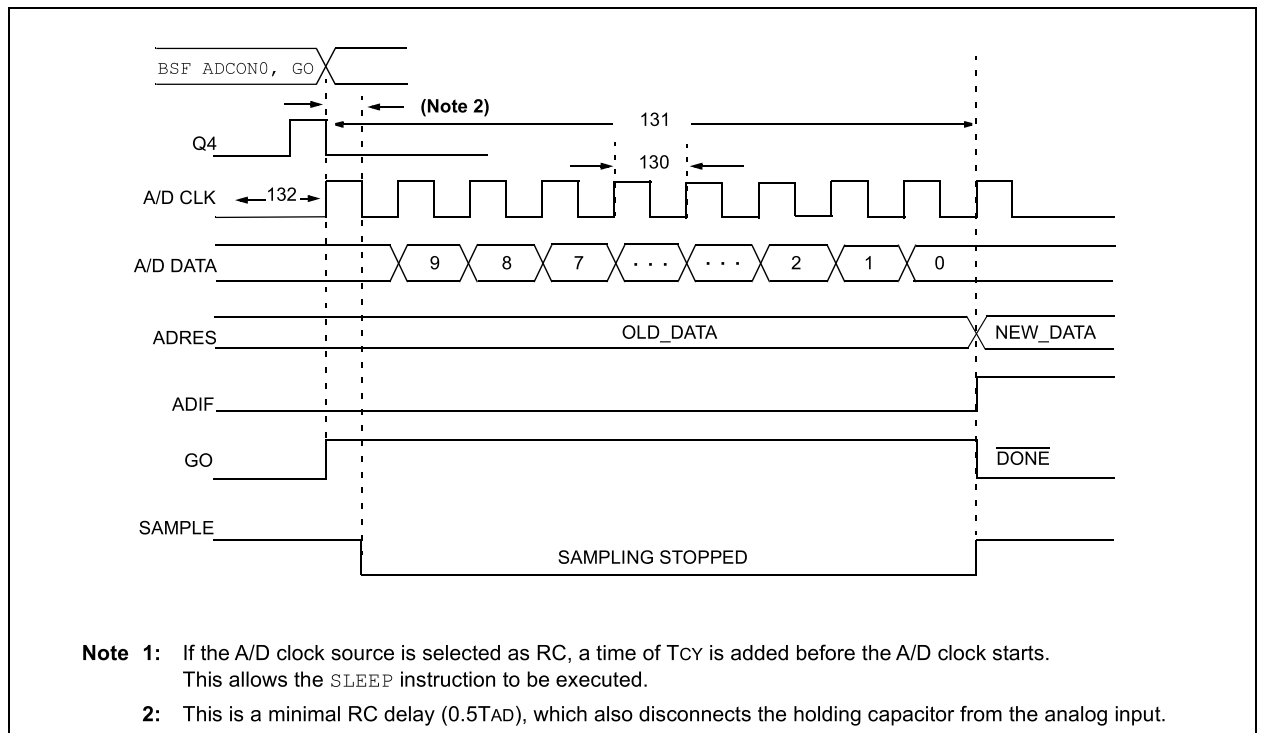 BSF ADCON0, GO
(Note 2)
131
Q4
130
A/D CLK
132
A/D DATA
9 8 7 . . . . . . 2 1 0
ADRES
OLD_DATA
NEW_DATA
ADIF
GO
DONE
SAMPLE
SAMPLING STOPPED
Note 1: If the A/D clock source is selected as RC, a time of TCY is added before the A/D clock starts.
This allows the SLEEP instruction to be executed.
2: This is a minimal RC delay (0.5TAD), which also disconnects the holding capacitor from the analog input.